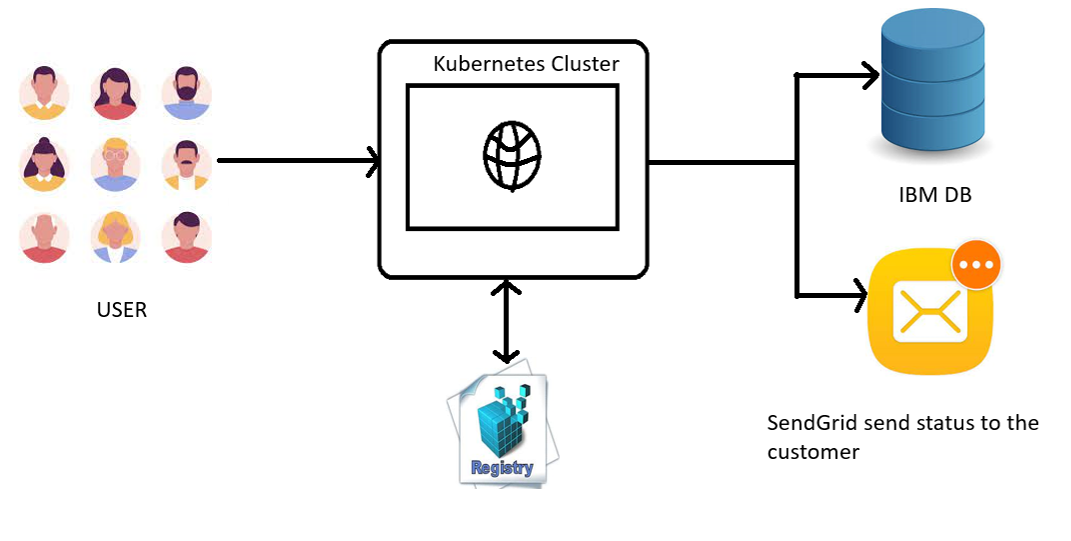 Kubernetes Cluster
IBM DB
USER
SendGrid send status to the
customer
Registry